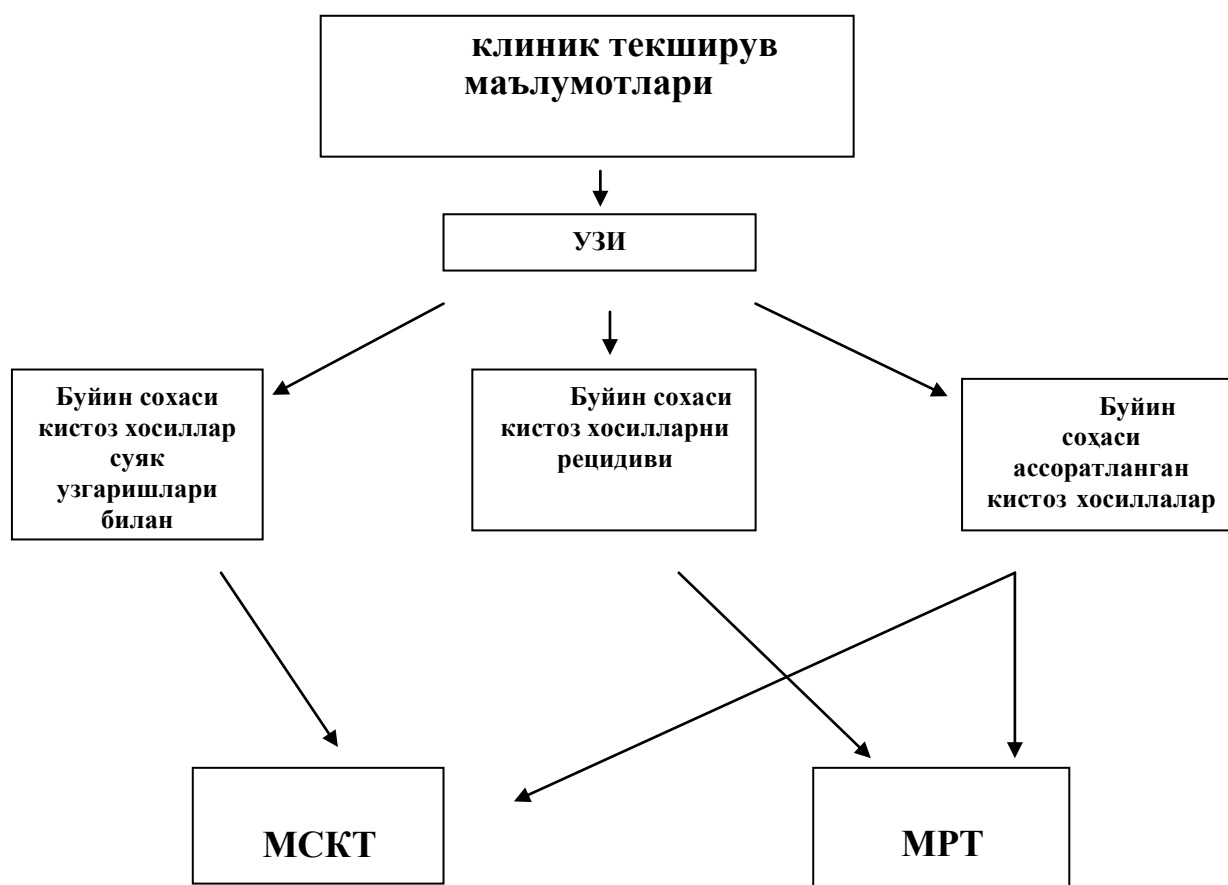 клиник текширув
маълумотлари
УЗИ
Буйин сохаси
кистоз хосиллар
суяк
узгаришлари
билан
Буйин сохаси
кистоз хосилларни
рецидиви
Буйин
соҳаси
ассоратланган
кистоз хосиллалар
МСКТ
МРТ